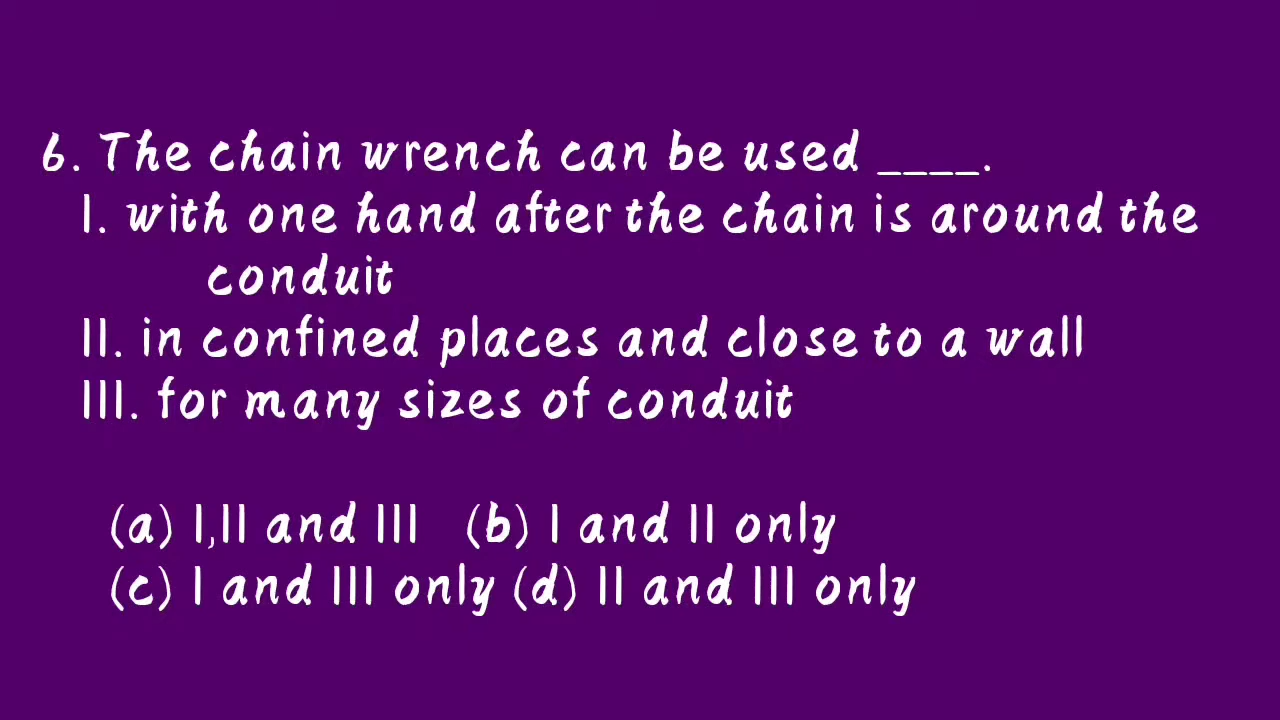 6. The chain wrench can be used ____.
I. with one hand after the chain is around the
conduit
II. in confined places and close to a wall
III. for many sizes of conduit
(a) I,II and III (b) I and II only
(c) I and III only (d) II and III only